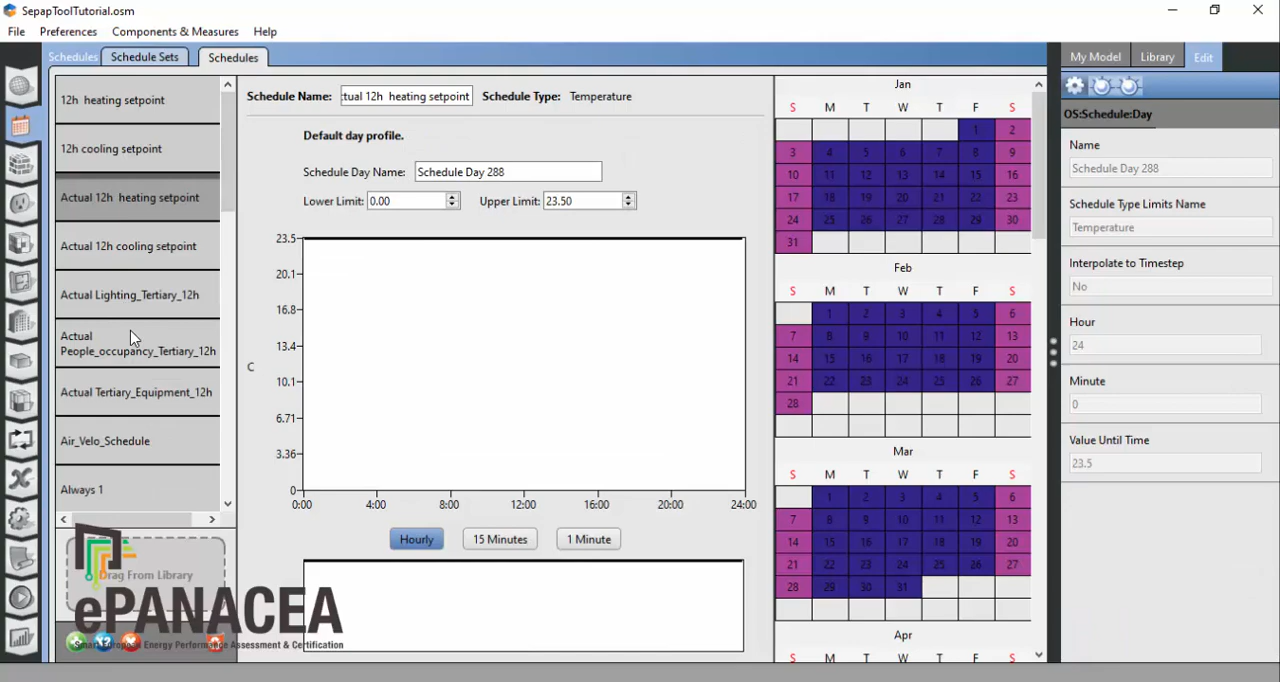 SepapToolTutorial.osm
File Preferences Components & Measures Help
Schedules Schedule Sets Schedules
My Model Library Edit
12h heating setpoint
12h cooling setpoint
Actual 12h heating setpoint
Actual 12h cooling setpoint
Actual Lighting_Tertiary_12h
Actual
People_occupancy_Tertiary_12h
Actual Tertiary_Equipment_12h
Air_Velo_Schedule
Always 1
Drag From Library
ePANACEA
Smart European Energy Performance Assessment & Certification
Schedule Name: tual 12h heating setpoint Schedule Type: Temperature
Default day profile.
Schedule Day Name: Schedule Day 288
Lower Limit: 0.00 Upper Limit: 23.50
23.5
20.1
16.8
13.4
10.1
6.71
3.36
0
C
0:00 4:00 8:00 12:00 16:00 20:00 24:00
Hourly 15 Minutes 1 Minute
Jan
S M T W T F S
1 2
3 4 5 6 7 8 9
10 11 12 13 14 15 16
17 18 19 20 21 22 23
24 25 26 27 28 29 30
31
Feb
S M T W T F S
1 2 3 4 5 6
7 8 9 10 11 12 13
14 15 16 17 18 19 20
21 22 23 24 25 26 27
28
Mar
S M T W T F S
1 2 3 4 5 6
7 8 9 10 11 12 13
14 15 16 17 18 19 20
21 22 23 24 25 26 27
28 29 30 31
Apr
S M T W T F S
OS:Schedule:Day
Name
Schedule Day 288
Schedule Type Limits Name
Temperature
Interpolate to Timestep
No
Hour
24
Minute
0
Value Until Time
23.5